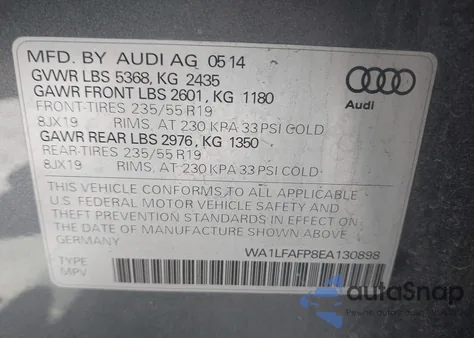 MFD. BY AUDI AG 05 14
GVWR LBS 5368, KG 2435
GAWR FRONT LBS 2601, KG 1180
FRONT-TIRES 235/55 R19
8JX19 RIMS, AT 230 KPA 33 PSI COLD
GAWR REAR LBS 2976, KG 1350
REAR-TIRES 235/55 R19
8JX19 RIMS, AT 230 KPA 33 PSI COLD
Audi
THIS VEHICLE CONFORMS TO ALL APPLICABLE
U.S. FEDERAL MOTOR VEHICLE SAFETY AND
THEFT PREVENTION STANDARDS IN EFFECT ON
THE DATE OF MANUFACTURE SHOWN ABOVE
GERMANY
WA1LFAFP8EA130898
TYPE
MPV
autoSnap